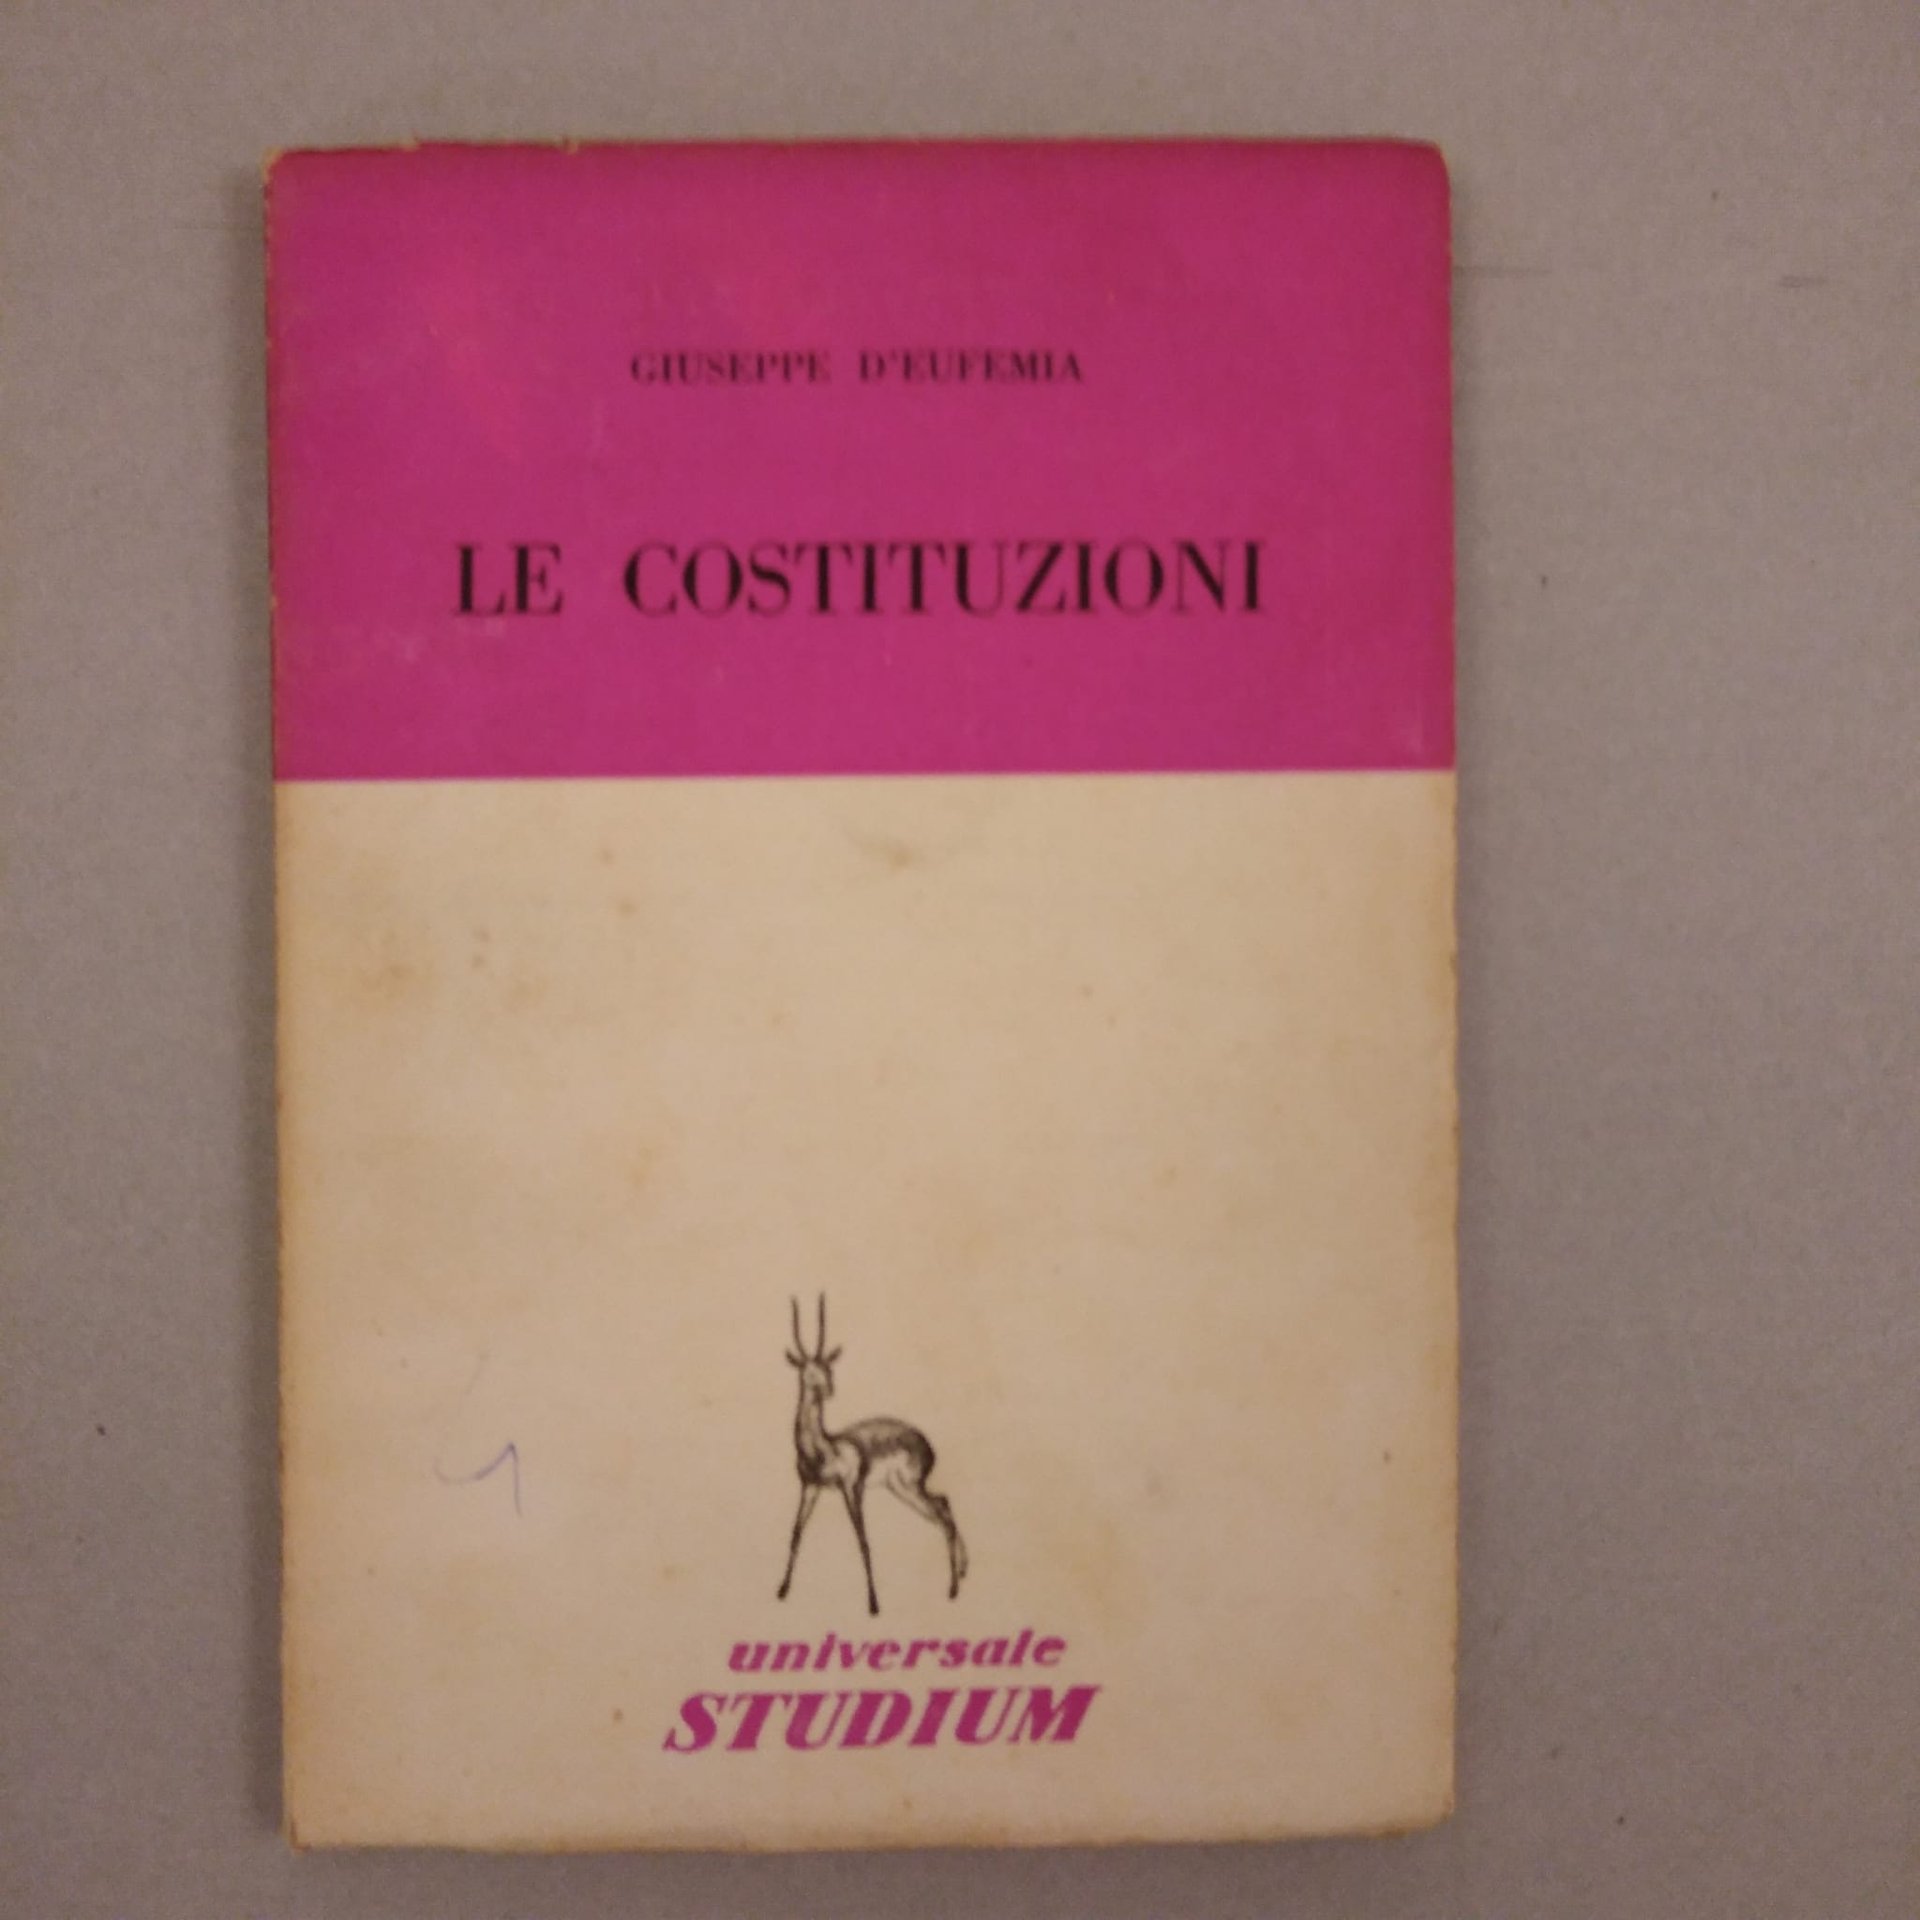 GIUSEPPE D'EUFEMIA
LE COSTITUZIONI
universale
STUDIUM